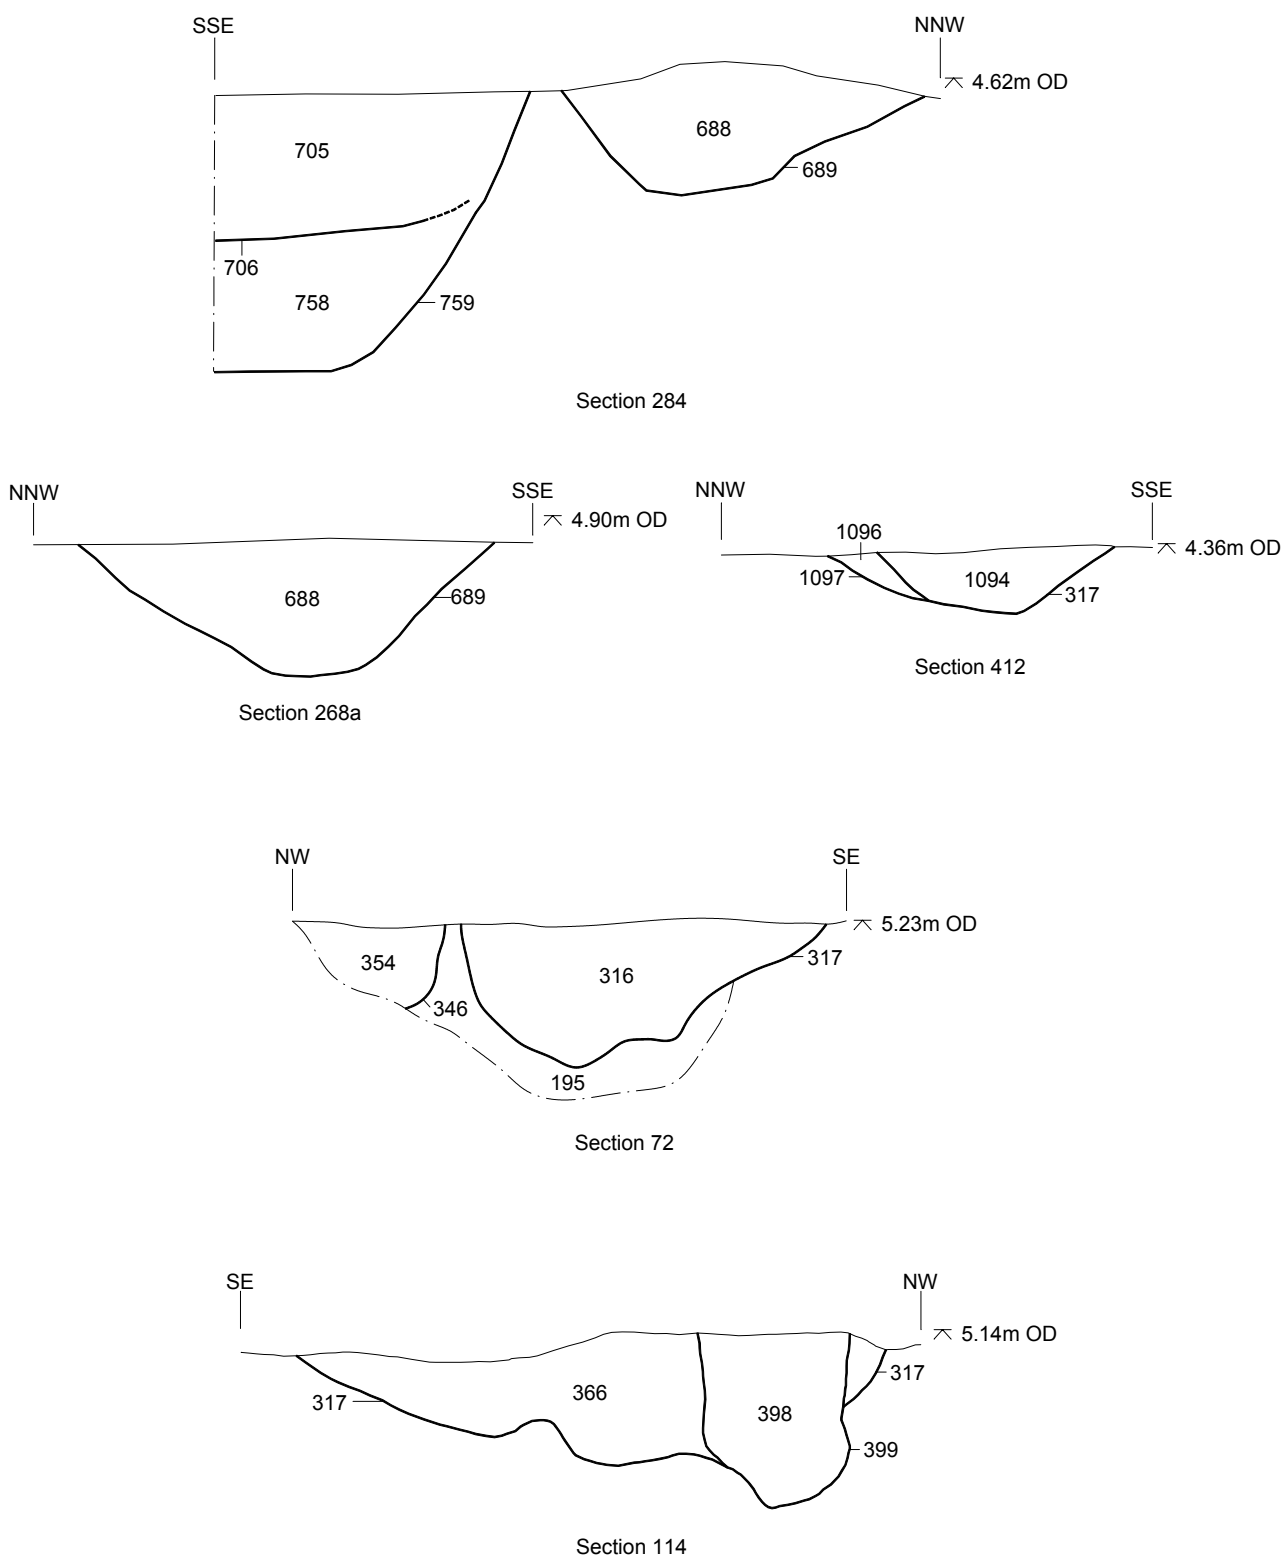 SSE
NNW
4.62m OD
705
688
689
706
758
759
Section 284
NNW
SSE
4.90m OD
688
689
Section 268a
NNW
SSE
4.36m OD
1096
1097
1094
317
Section 412
NW
SE
5.23m OD
354
316
317
346
195
Section 72
SE
NW
5.14m OD
317
366
398
317
399
Section 114